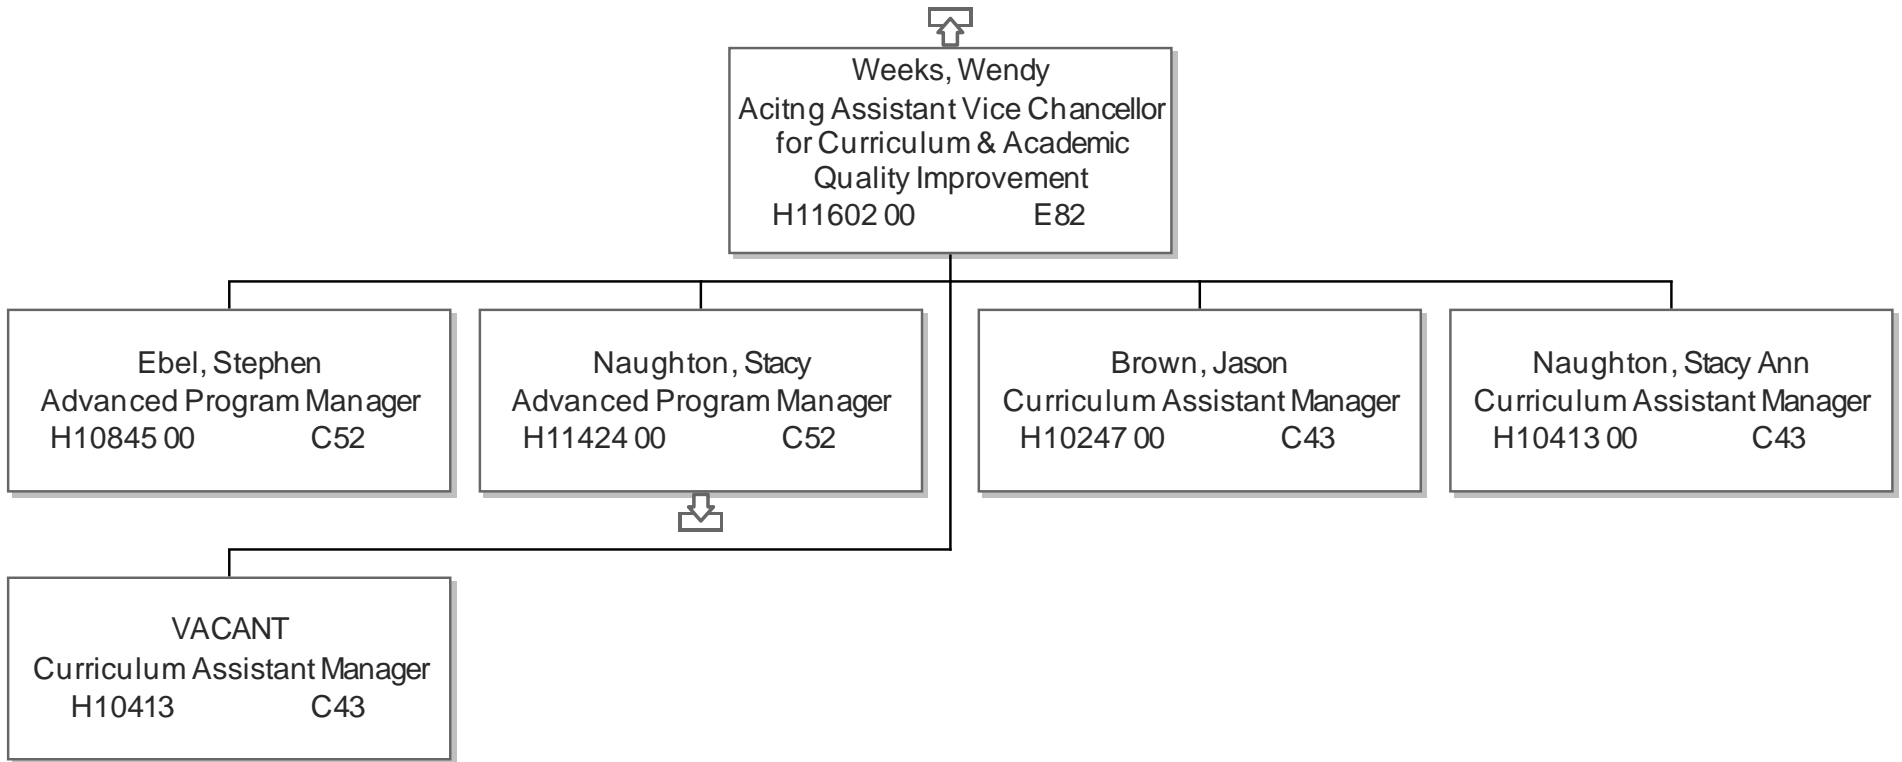 Weeks, Wendy
Acitng Assistant Vice Chancellor
for Curriculum & Academic
Quality Improvement
H11602 00 E82
Ebel, Stephen
Advanced Program Manager
H10845 00 C52
Naughton, Stacy
Advanced Program Manager
H11424 00 C52
Brown, Jason
Curriculum Assistant Manager
H10247 00 C43
Naughton, Stacy Ann
Curriculum Assistant Manager
H10413 00 C43
VACANT
Curriculum Assistant Manager
H10413 C43